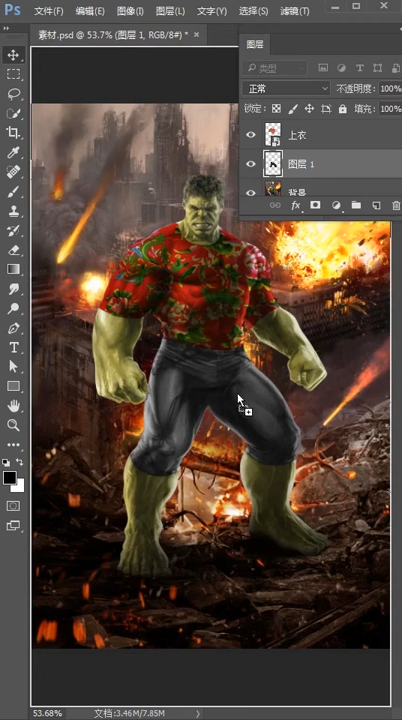 Ps
文件(F) 编辑(E) 图像(I) 图层(L) 文字(Y) 选择(S) 滤镜(T)
素材.psd @ 53.7% (图层 1, RGB/8#) * ×
图层
类型
正常
不透明度: 100%
锁定:
填充: 100%
上衣
图层 1
背景
fx
T
53.68%
文档:3.46M/7.85M